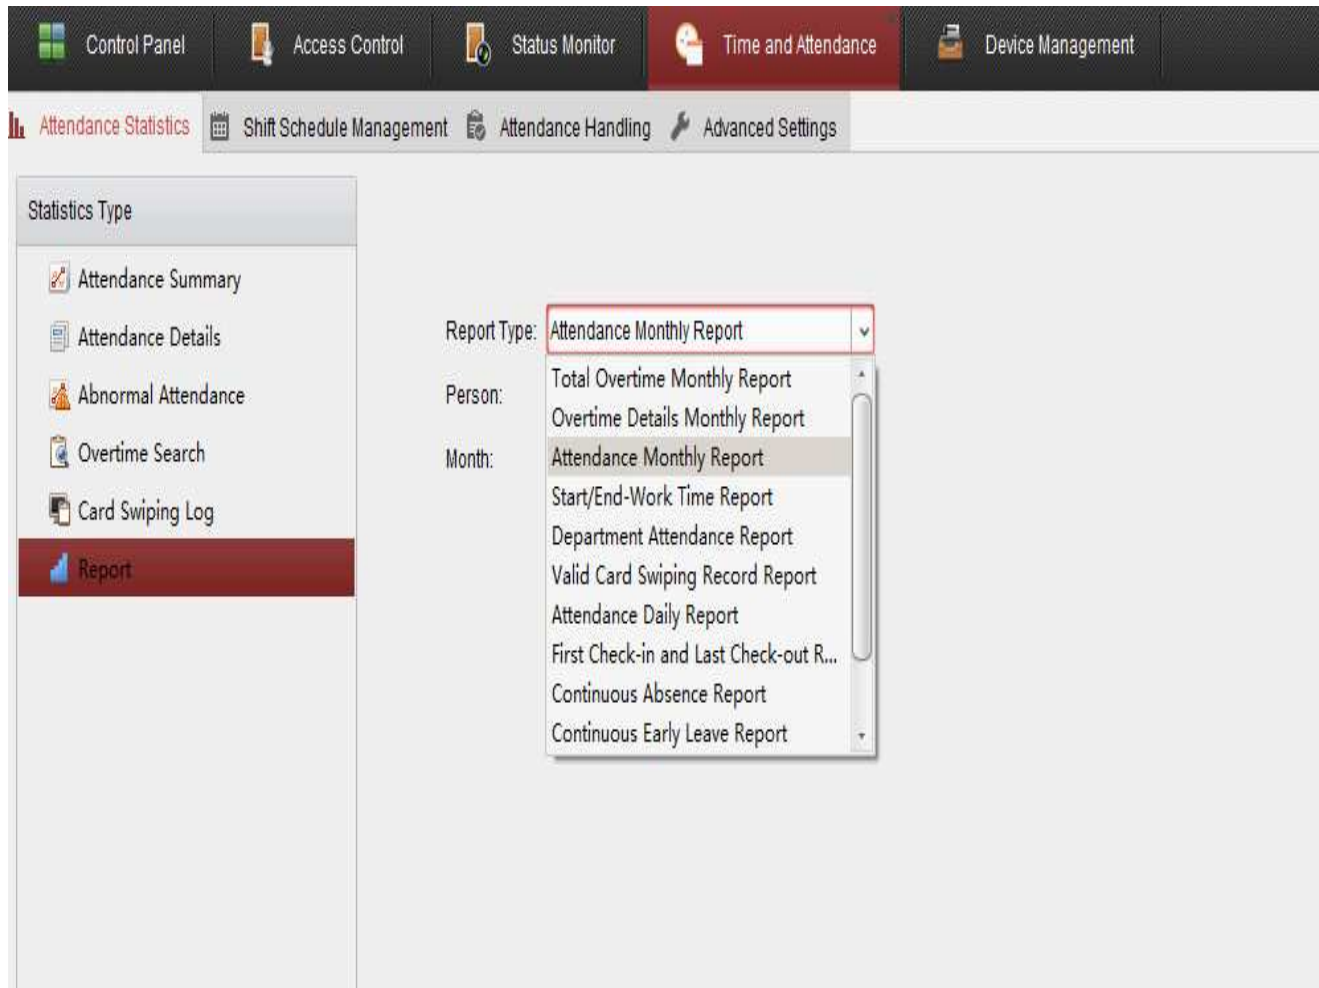 Control Panel Access Control Status Monitor Time and Attendance Device Management
Attendance Statistics Shift Schedule Management Attendance Handling Advanced Settings
Statistics Type
Attendance Summary
Attendance Details
Abnormal Attendance
Overtime Search
Card Swiping Log
Report
Report Type: Attendance Monthly Report
Person:
Month:
Total Overtime Monthly Report
Overtime Details Monthly Report
Attendance Monthly Report
Start/End-Work Time Report
Department Attendance Report
Valid Card Swiping Record Report
Attendance Daily Report
First Check-in and Last Check-out R...
Continuous Absence Report
Continuous Early Leave Report